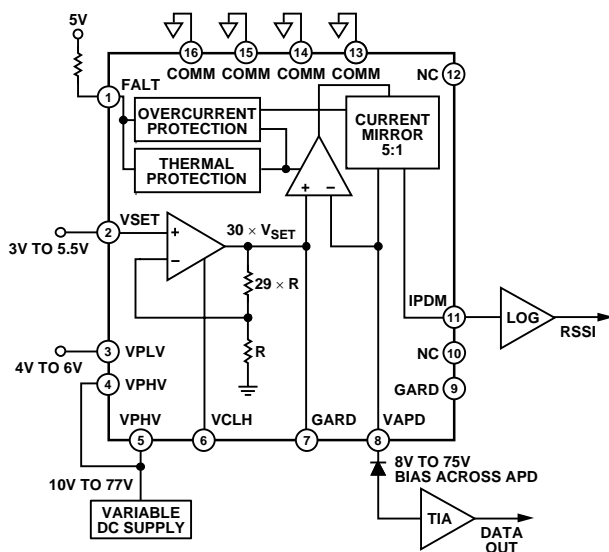 5V
16
15
14
13
COMM
COMM
COMM
COMM
NC
12
FALT
1
OVERCURRENT
PROTECTION
CURRENT
MIRROR
5:1
THERMAL
PROTECTION
+
–
VSET
2
3V TO 5.5V
+
–
30 × VSET
29 × R
R
IPDM
11
LOG
RSSI
3
VPLV
4V TO 6V
4
VPHV
NC
10
GARD
9
VPHV
VCLH
GARD
VAPD
5
6
7
8
10V TO 77V
VARIABLE
DC SUPPLY
8V TO 75V
BIAS ACROSS APD
TIA
DATA
OUT